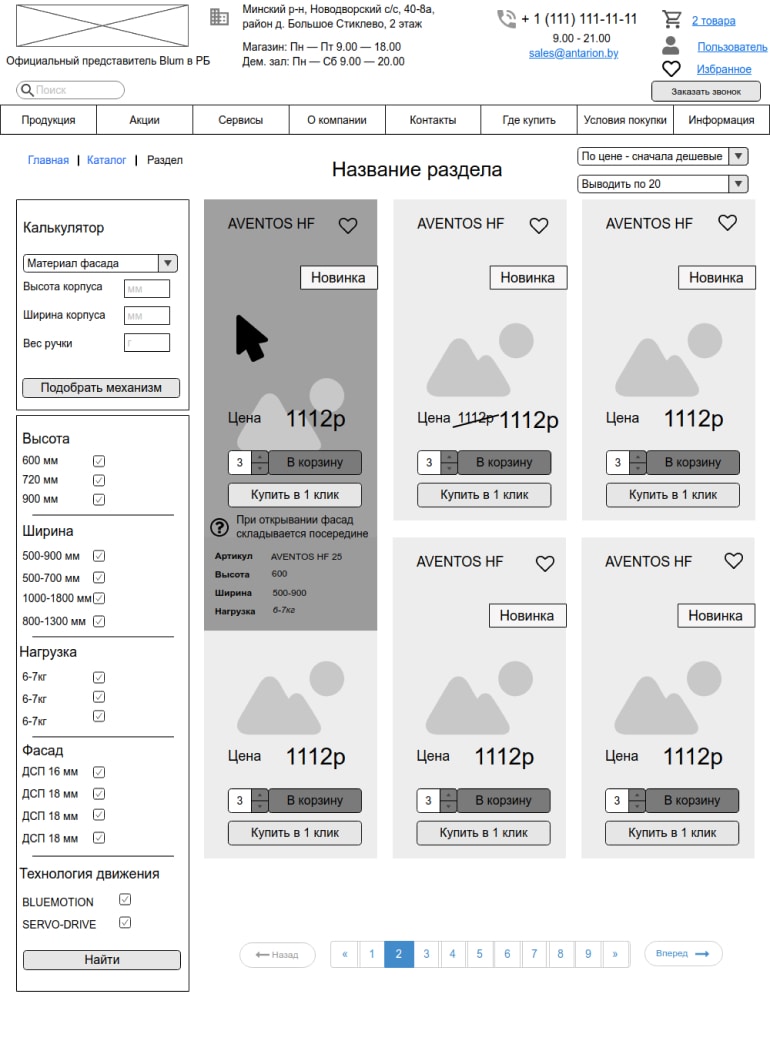 Минский р-н, Новодворский с/с, 40-8а,
район д. Большое Стиклево, 2 этаж
Магазин: Пн — Пт 9.00 — 18.00
Дем. зал: Пн — Сб 9.00 — 20.00
Официальный представитель Blum в РБ
+ 1 (111) 111-11-11
9.00 - 21.00
sales@antarion.by
2 товара
Пользователь
Избранное
Поиск
Заказать звонок
Продукция Акции Сервисы О компании Контакты Где купить Условия покупки Информация
Главная | Каталог | Раздел
Название раздела
По цене - сначала дешевые
Выводить по 20
Калькулятор
Материал фасада
Высота корпуса мм
Ширина корпуса мм
Вес ручки г
Подобрать механизм
Высота
600 мм
720 мм
900 мм
Ширина
500-900 мм
500-700 мм
1000-1800 мм
800-1300 мм
Нагрузка
6-7кг
6-7кг
6-7кг
Фасад
ДСП 16 мм
ДСП 18 мм
ДСП 18 мм
ДСП 18 мм
Технология движения
BLUEMOTION
SERVO-DRIVE
Найти
AVENTOS HF
Новинка
Цена 1112р
3 В корзину
Купить в 1 клик
При открывании фасад
складывается посередине
Артикул AVENTOS HF 25
Высота 600
Ширина 500-900
Нагрузка 6-7кг
AVENTOS HF
Новинка
Цена 1112р 1112р
3 В корзину
Купить в 1 клик
AVENTOS HF
Новинка
Цена 1112р
3 В корзину
Купить в 1 клик
Цена 1112р
3 В корзину
Купить в 1 клик
AVENTOS HF
Новинка
Цена 1112р
3 В корзину
Купить в 1 клик
AVENTOS HF
Новинка
Цена 1112р
3 В корзину
Купить в 1 клик
Назад « 1 2 3 4 5 6 7 8 9 » Вперед